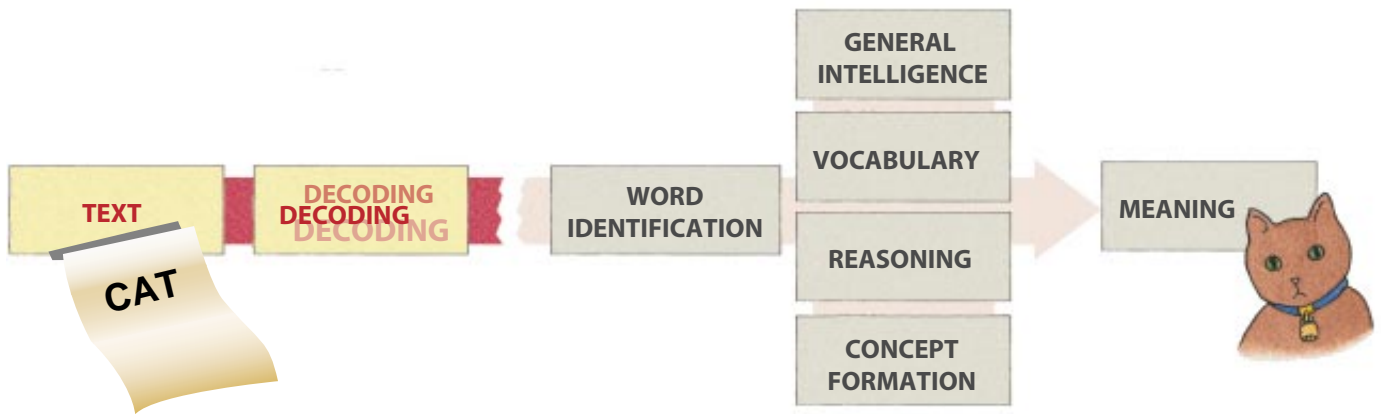 TEXT
CAT
DECODING
DECODING
DECODING
WORD
IDENTIFICATION
GENERAL
INTELLIGENCE
VOCABULARY
REASONING
CONCEPT
FORMATION
MEANING